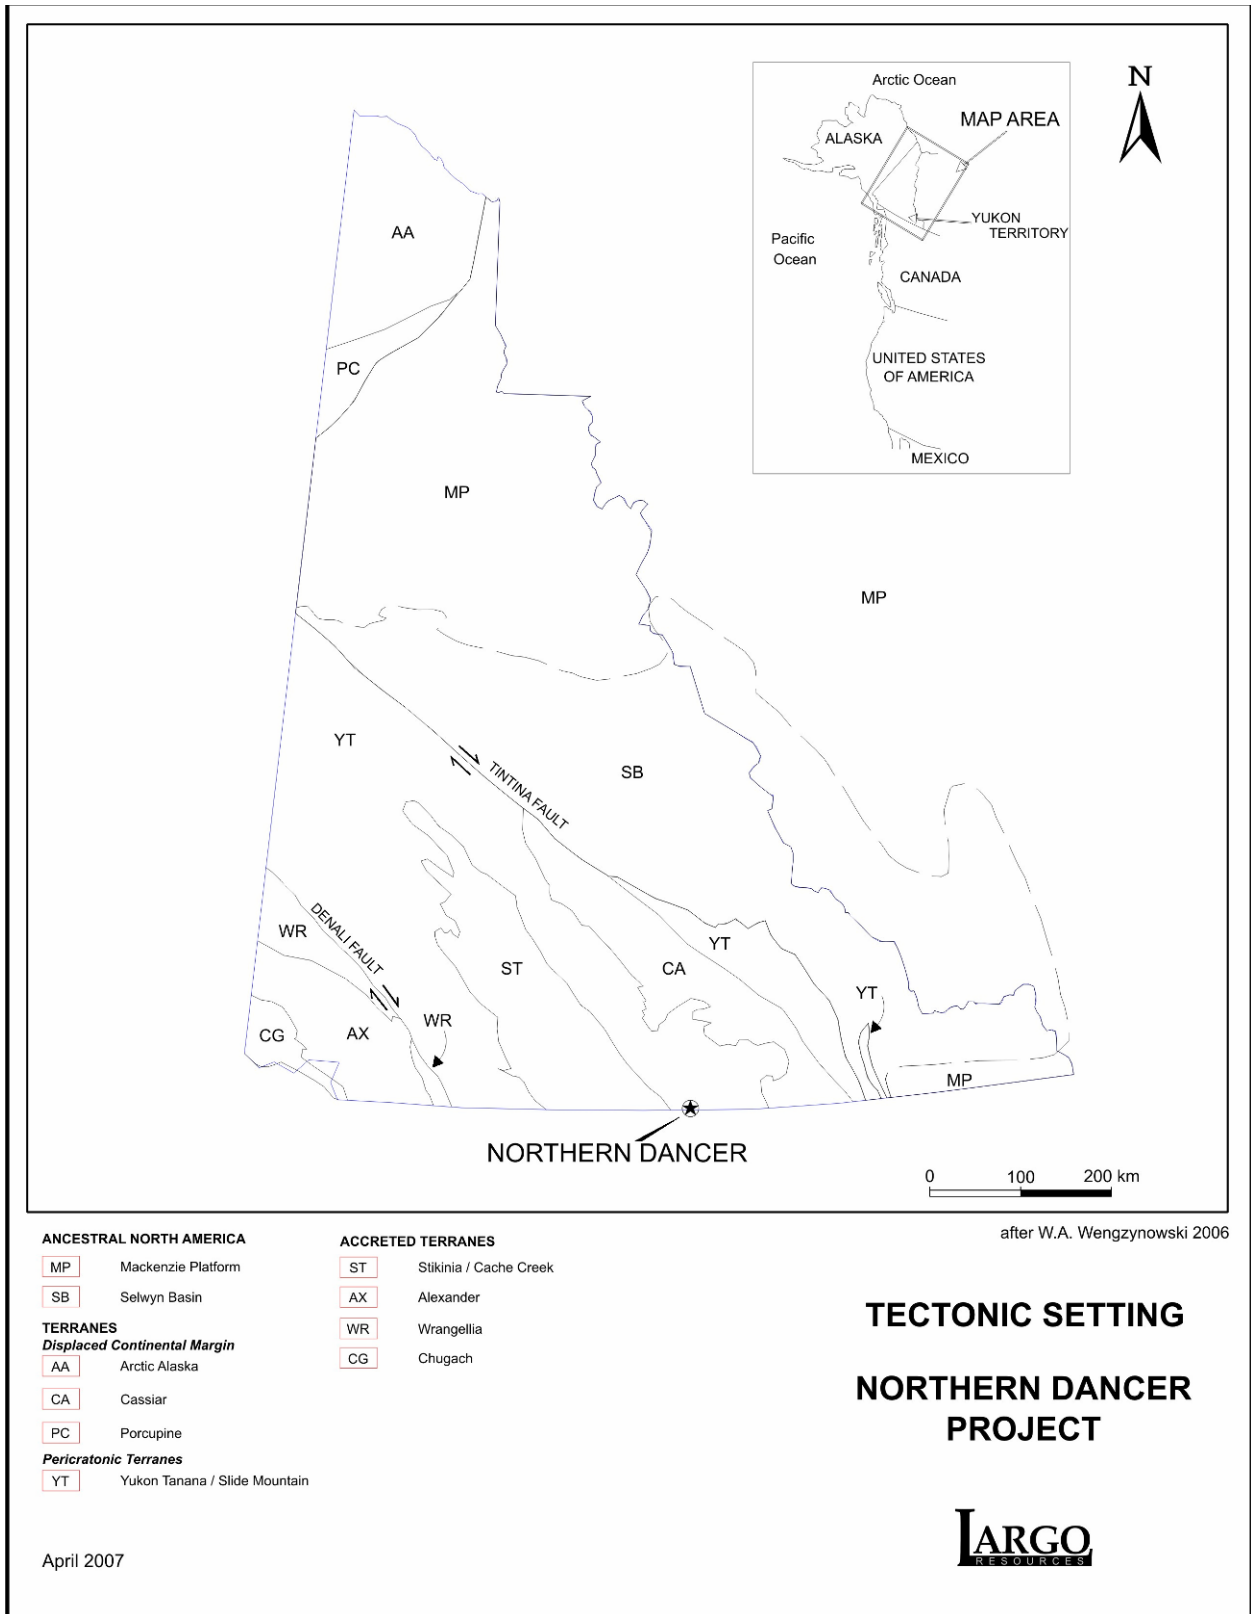 Arctic Ocean
N
MAP AREA
ALASKA
YUKON
TERRITORY
Pacific
Ocean
CANADA
UNITED STATES
OF AMERICA
MEXICO
AA
PC
MP
MP
YT
SB
TINTINA FAULT
DENALI FAULT
WR
YT
ST
CA
YT
WR
CG
AX
MP
NORTHERN DANCER
0 100 200 km
after W.A. Wengzynowski 2006
ANCESTRAL NORTH AMERICA
MP Mackenzie Platform
SB Selwyn Basin
TERRANES
Displaced Continental Margin
AA Arctic Alaska
CA Cassiar
PC Porcupine
Pericratonic Terranes
YT Yukon Tanana / Slide Mountain
ACCRETED TERRANES
ST Stikinia / Cache Creek
AX Alexander
WR Wrangellia
CG Chugach
TECTONIC SETTING
NORTHERN DANCER
PROJECT
LARGO
RESOURCES
April 2007